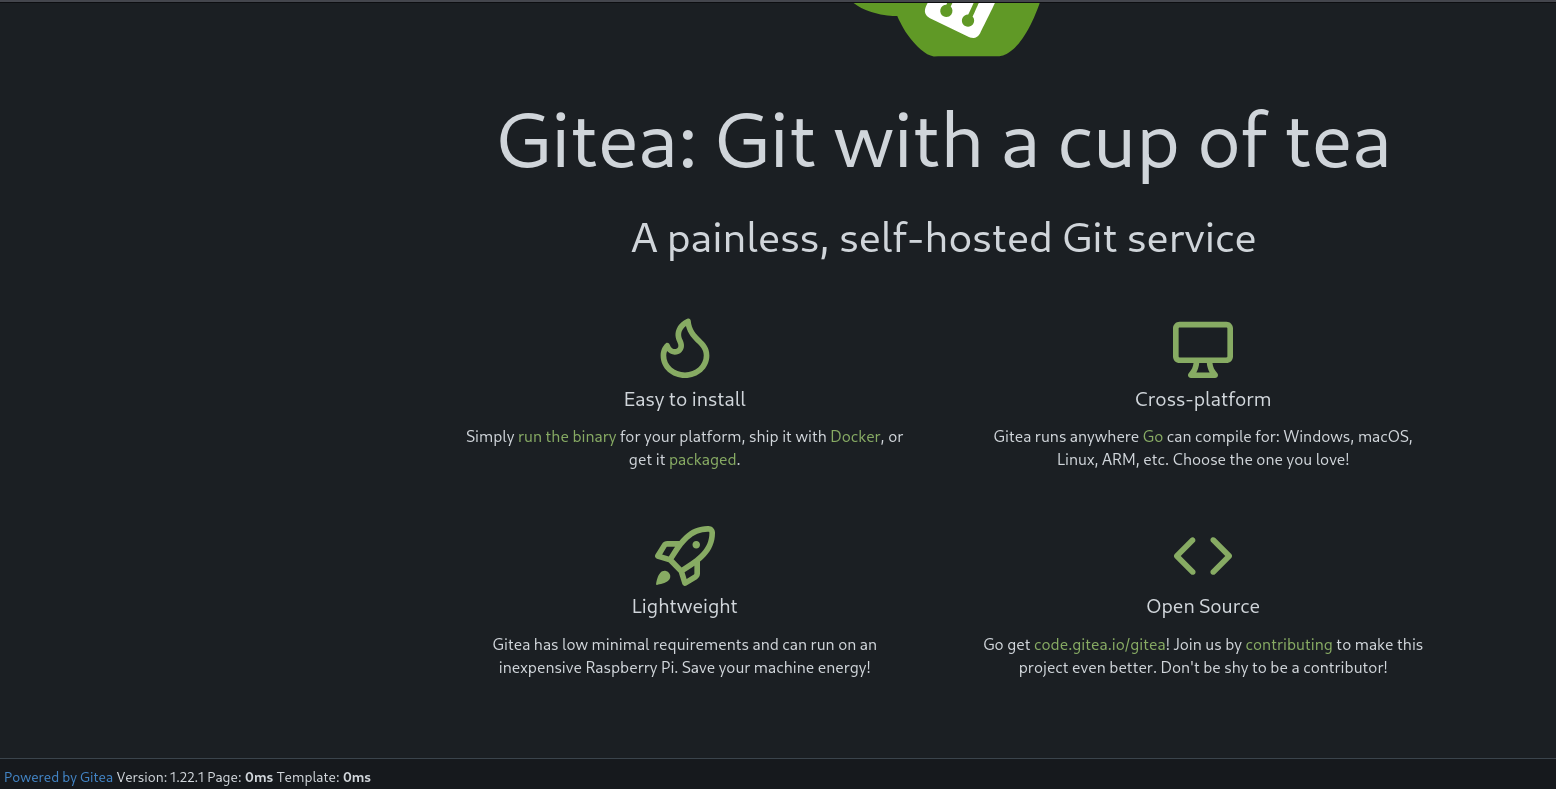 Gitea: Git with a cup of tea
A painless, self-hosted Git service
Easy to install
Simply run the binary for your platform, ship it with Docker, or
get it packaged.
Cross-platform
Gitea runs anywhere Go can compile for: Windows, macOS,
Linux, ARM, etc. Choose the one you love!
Lightweight
Gitea has low minimal requirements and can run on an
inexpensive Raspberry Pi. Save your machine energy!
Open Source
Go get code.gitea.io/gitea! Join us by contributing to make this
project even better. Don't be shy to be a contributor!
Powered by Gitea Version: 1.22.1 Page: 0ms Template: 0ms